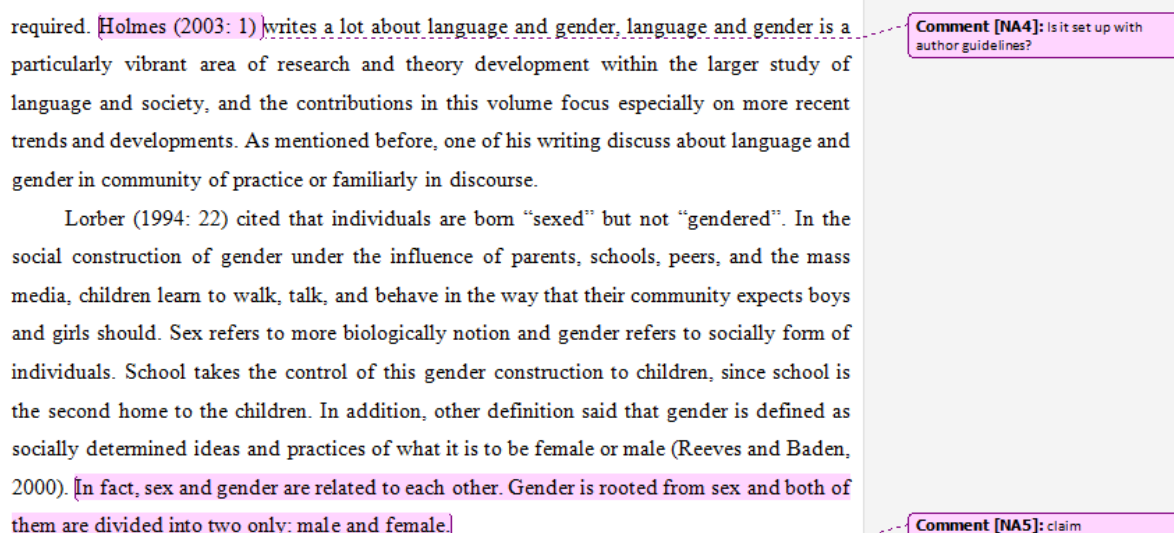 required. Holmes (2003: 1) writes a lot about language and gender, language and gender is a
particularly vibrant area of research and theory development within the larger study of
language and society, and the contributions in this volume focus especially on more recent
trends and developments. As mentioned before, one of his writing discuss about language and
gender in community of practice or familiarly in discourse.
Lorber (1994: 22) cited that individuals are born “sexed” but not “gendered”. In the
social construction of gender under the influence of parents, schools, peers, and the mass
media, children learn to walk, talk, and behave in the way that their community expects boys
and girls should. Sex refers to more biologically notion and gender refers to socially form of
individuals. School takes the control of this gender construction to children, since school is
the second home to the children. In addition, other definition said that gender is defined as
socially determined ideas and practices of what it is to be female or male (Reeves and Baden,
2000). In fact, sex and gender are related to each other. Gender is rooted from sex and both of
them are divided into two only: male and female.
Comment [NA4]: Is it set up with
author guidelines?
Comment [NA5]: claim